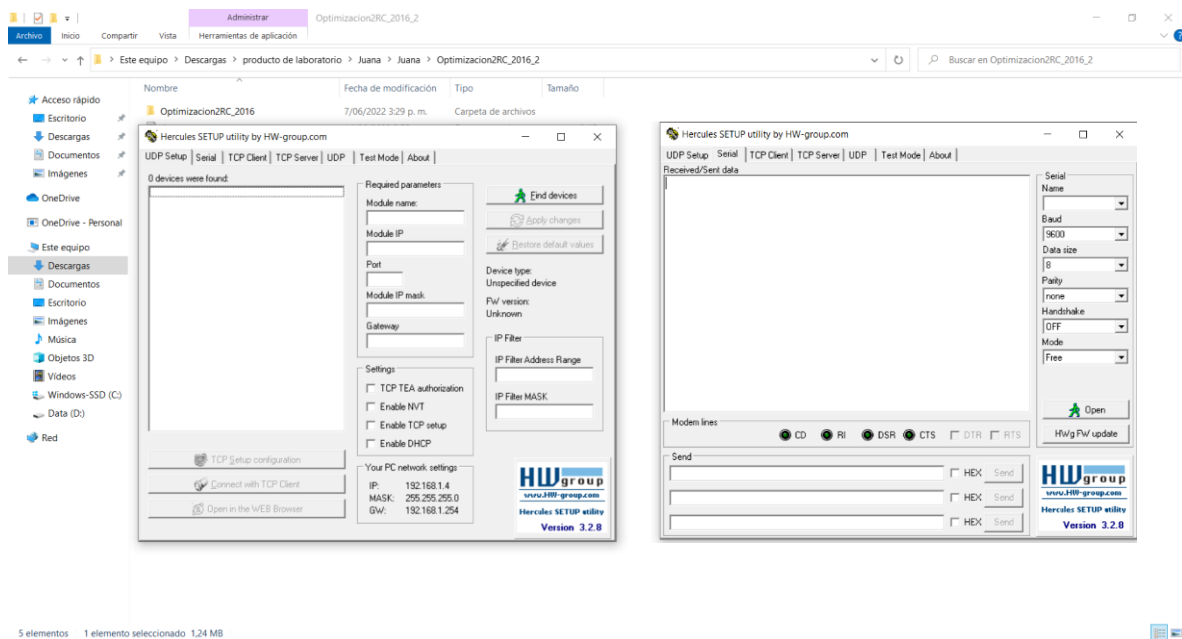 Administrar
Optimizacion2RC_2016_2
Archivo Inicio Compartir Vista Herramientas de aplicación
Este equipo > Descargas > producto de laboratorio > Juana > Juana > Optimizacion2RC_2016_2
Buscar en Optimizacion2RC_2016_2
Nombre Fecha de modificación Tipo Tamaño
Optimizacion2RC_2016 7/06/2022 3:29 p. m. Carpeta de archivos
Acceso rápido
Escritorio
Descargas
Documentos
Imágenes
OneDrive
OneDrive - Personal
Este equipo
Descargas
Documentos
Escritorio
Imágenes
Música
Objetos 3D
Vídeos
Windows-SSD (C:)
Data (D:)
Red
Hercules SETUP utility by HW-group.com
UDP Setup Serial TCP Client TCP Server UDP Test Mode About
0 devices were found:
Required parameters
Module name:
Module IP
Port
Module IP mask
Gateway
Settings
TCP TEA authorization
Enable NVT
Enable TCP setup
Enable DHCP
Your PC network settings
IP: 192.168.1.4
MASK: 255.255.255.0
GW: 192.168.1.254
Find devices
Apply changes
Restore default values
Device type:
Unspecified device
FW version:
Unknown
IP Filter
IP Filter Address Range
IP Filter MASK
TCP Setup configuration
Connect with TCP Client
Open in the WEB Browser
HWgroup
www.HW-group.com
Hercules SETUP utility
Version 3.2.8
Hercules SETUP utility by HW-group.com
UDP Setup Serial TCP Client TCP Server UDP Test Mode About
Received/Sent data
Serial
Name
Baud
9600
Data size
8
Parity
none
Handshake
OFF
Mode
Free
Open
HWg FW update
Modem lines
CD RI DSR CTS DTR RTS
Send
HEX Send
HEX Send
HEX Send
HWgroup
www.HW-group.com
Hercules SETUP utility
Version 3.2.8
5 elementos 1 elemento seleccionado 1,24 MB